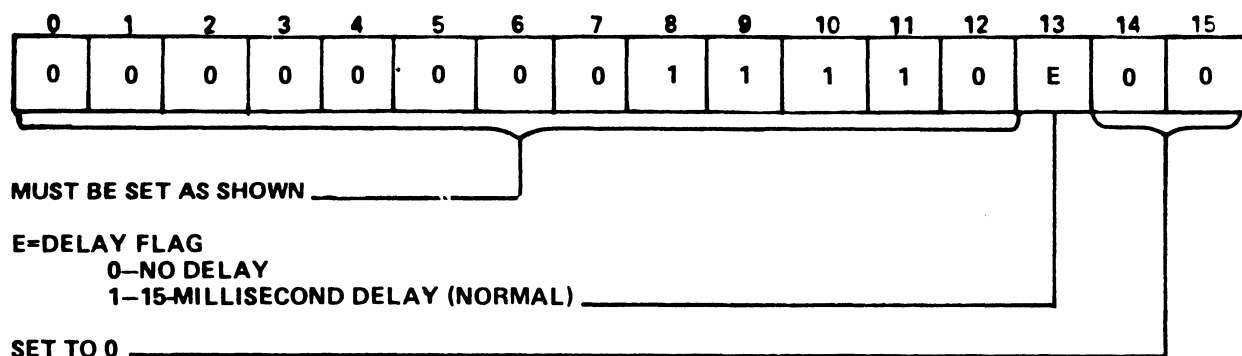 0 1 2 3 4 5 6 7 8 9 10 11 12 13 14 15
0 0 0 0 0 0 0 0 1 1 1 1 0 E 0 0
MUST BE SET AS SHOWN
E=DELAY FLAG
0—NO DELAY
1—15-MILLISECOND DELAY (NORMAL)
SET TO 0